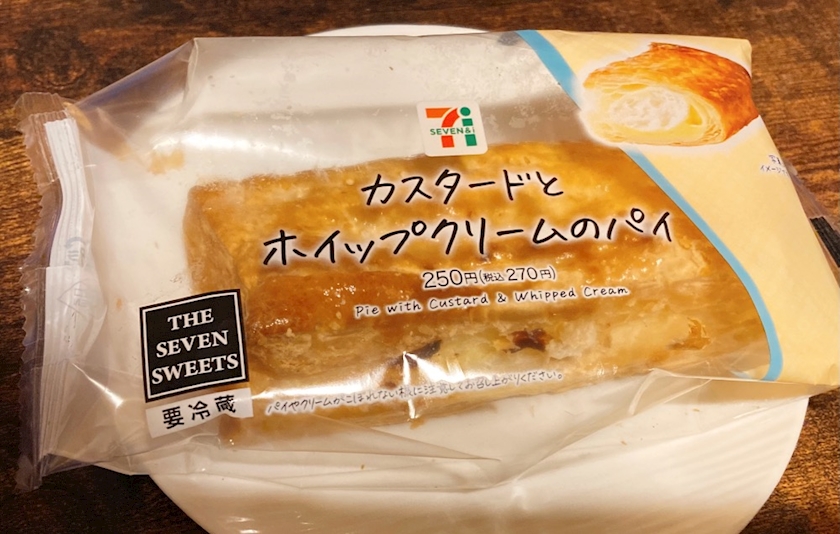 SEVEN&i
カスタードと
ホイップクリームのパイ
250円(税込270円)
Pie with Custard & Whipped Cream
THE
SEVEN
SWEETS
要冷蔵
パイやクリームがこぼれない様に注意してお召し上がりください。